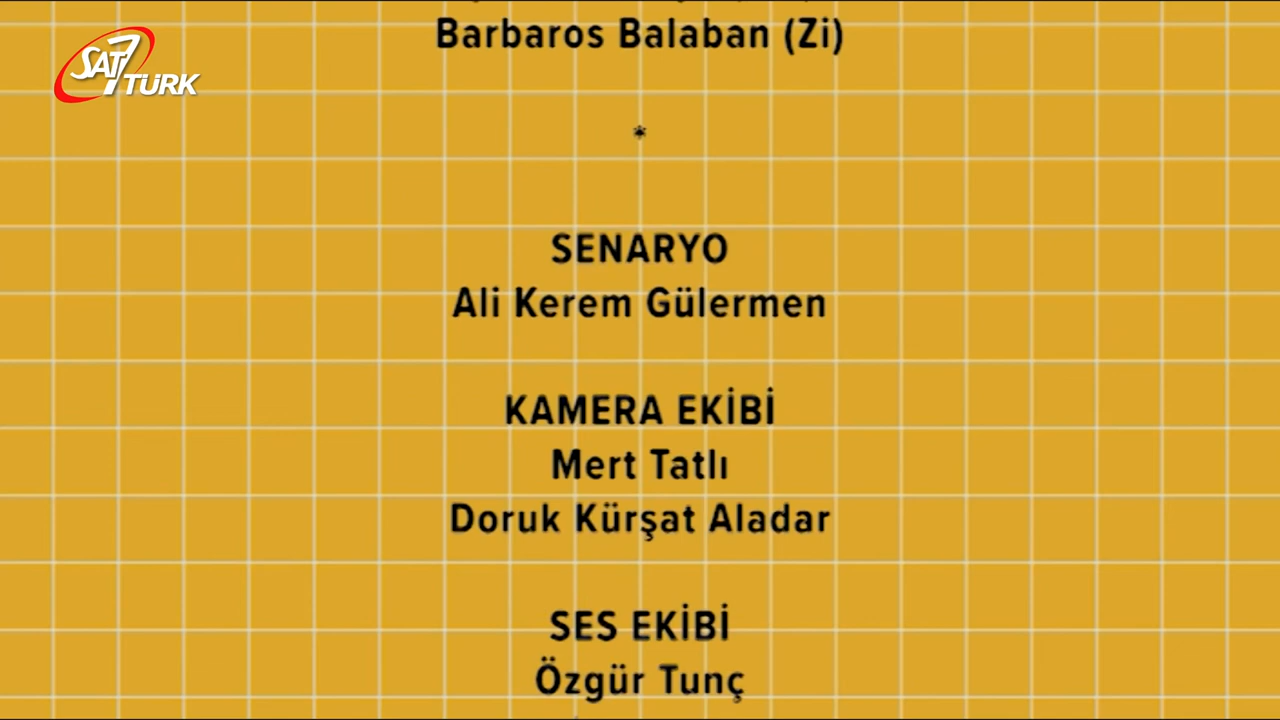 SAT7 TÜRK
Barbaros Balaban (Zi)
*
SENARYO
Ali Kerem Gülermen
KAMERA EKİBİ
Mert Tatlı
Doruk Kürşat Aladar
SES EKİBİ
Özgür Tunç